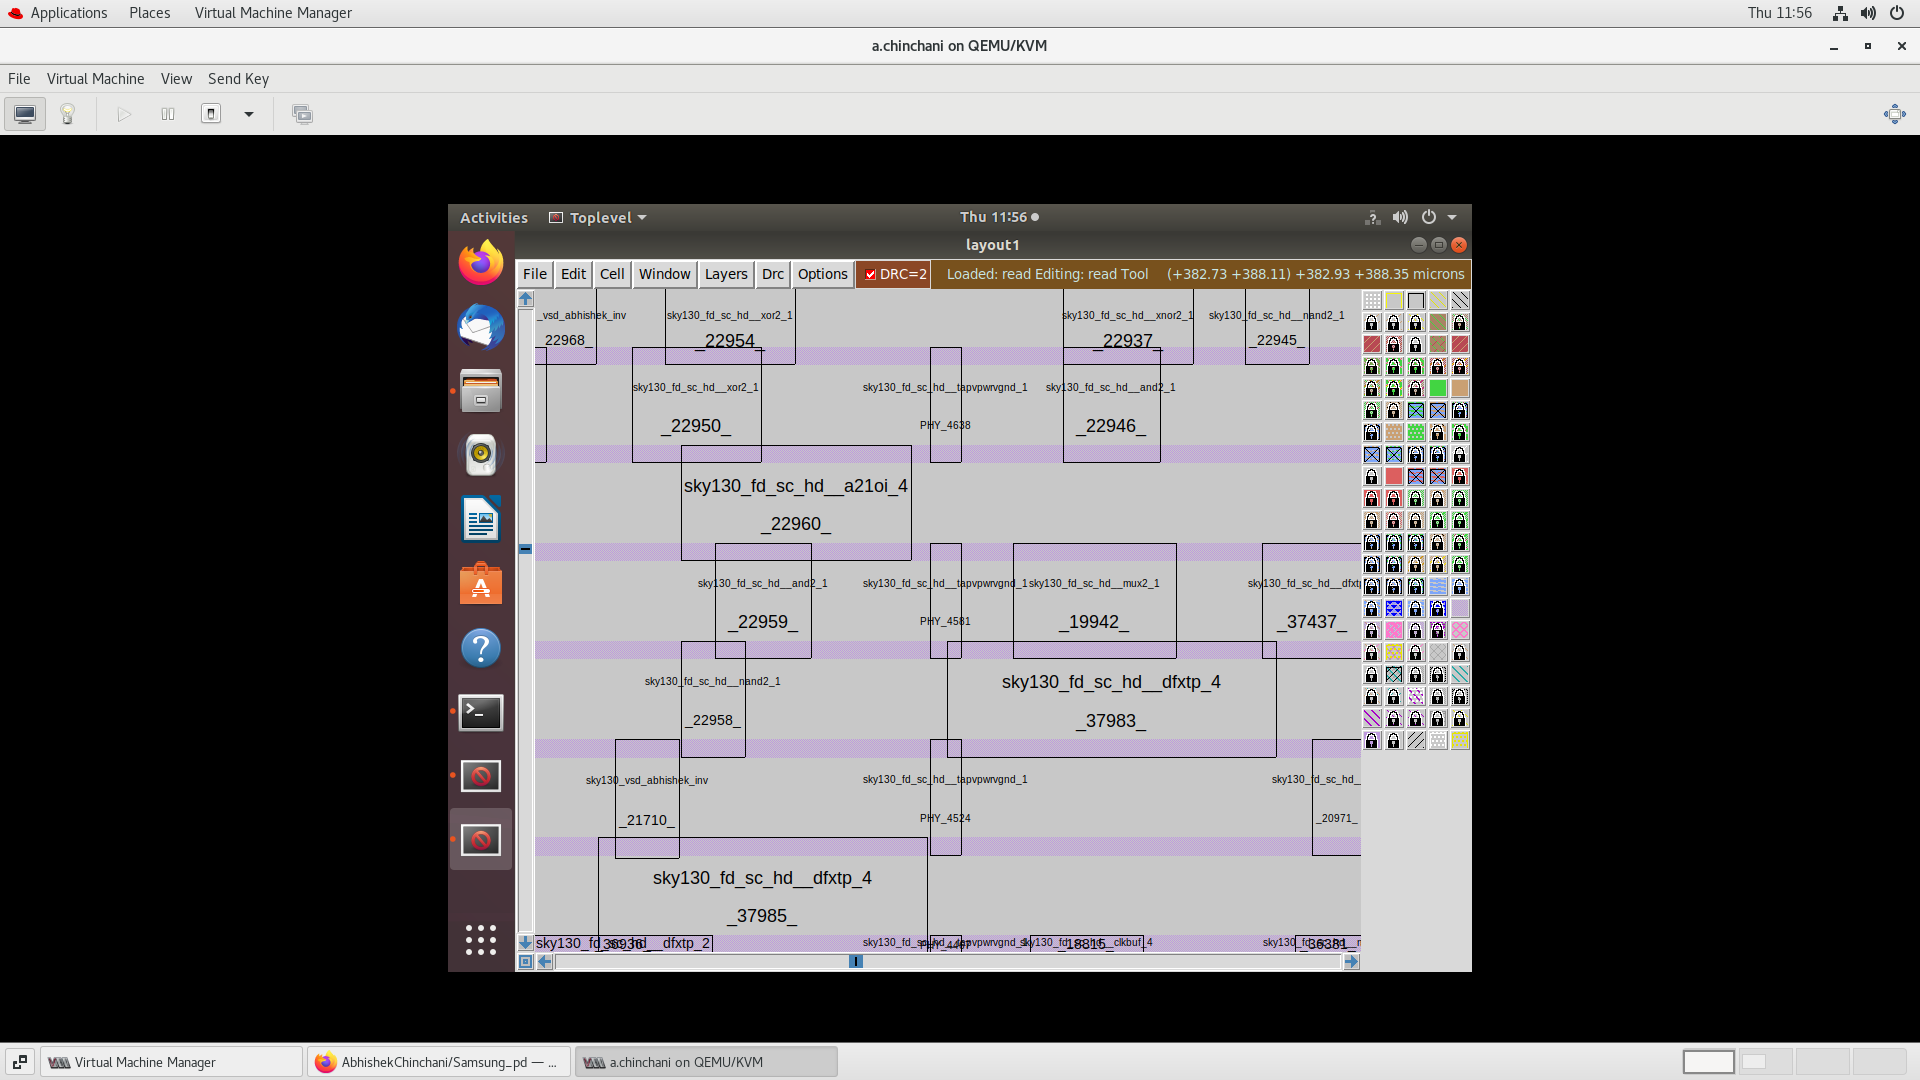 Applications Places Virtual Machine Manager Thu 11:56
a.chinchani on QEMU/KVM
File Virtual Machine View Send Key
Activities Toplevel Thu 11:56
layout1
File Edit Cell Window Layers Drc Options DRC=2 Loaded: read Editing: read Tool (+382.73 +388.11) +382.93 +388.35 microns
_vsd_abhishek_inv sky130_fd_sc_hd__xor2_1 sky130_fd_sc_hd__xnor2_1 sky130_fd_sc_hd__nand2_1
22968_ _22954_ _22937_ _22945_
sky130_fd_sc_hd__xor2_1 sky130_fd_sc_hd__tapvpwrvgnd_1 sky130_fd_sc_hd__and2_1
_22950_ PHY_4638 _22946_
sky130_fd_sc_hd__a21oi_4
_22960_
sky130_fd_sc_hd__and2_1 sky130_fd_sc_hd__tapvpwrvgnd_1 sky130_fd_sc_hd__mux2_1 sky130_fd_sc_hd__dfxt
_22959_ PHY_4581 _19942_ _37437_
sky130_fd_sc_hd__nand2_1 sky130_fd_sc_hd__dfxtp_4
_22958_ _37983_
sky130_vsd_abhishek_inv sky130_fd_sc_hd__tapvpwrvgnd_1 sky130_fd_sc_hd__
_21710_ PHY_4524 _20971_
sky130_fd_sc_hd__dfxtp_4
_37985_
sky130_fd_sc_hd__dfxtp_2 sky130_fd_sc_hd__tapvpwrvgnd_1 sky130_fd_sc_hd__clkbuf_4
_18815_ _36381_
Virtual Machine Manager AbhishekChinchani/Samsung_pd — ... a.chinchani on QEMU/KVM